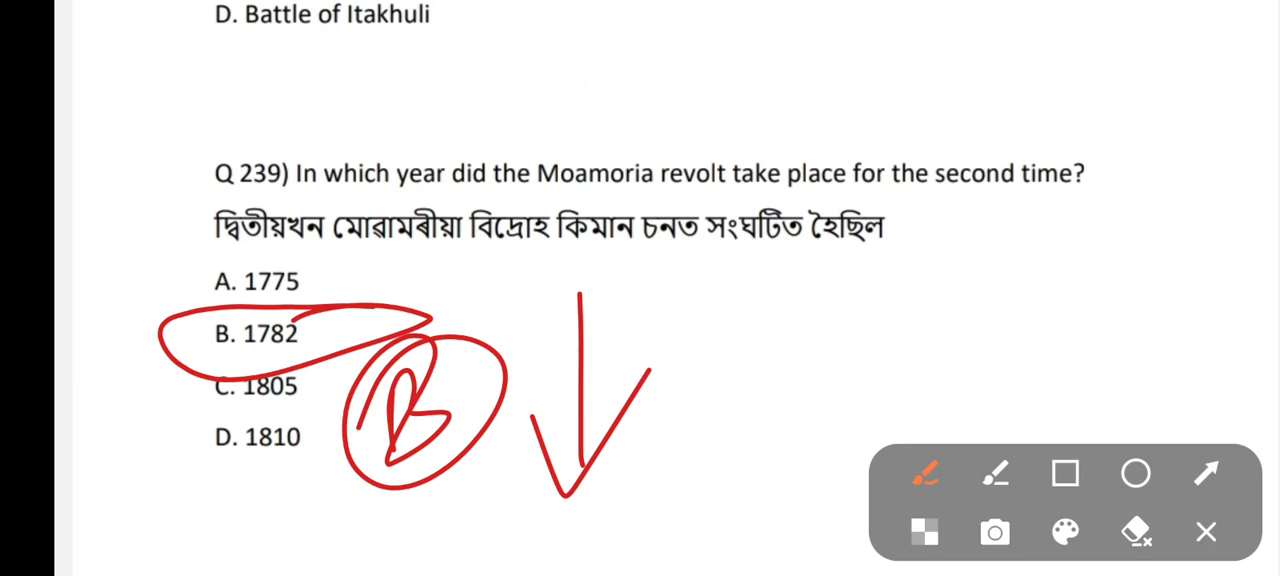 D. Battle of Itakhuli
Q 239) In which year did the Moamoria revolt take place for the second time?
দ্বিতীয়খন মোৱামৰীয়া বিদ্ৰোহ কিমান চনত সংঘটিত হৈছিল
A. 1775
B. 1782
C. 1805
D. 1810
B